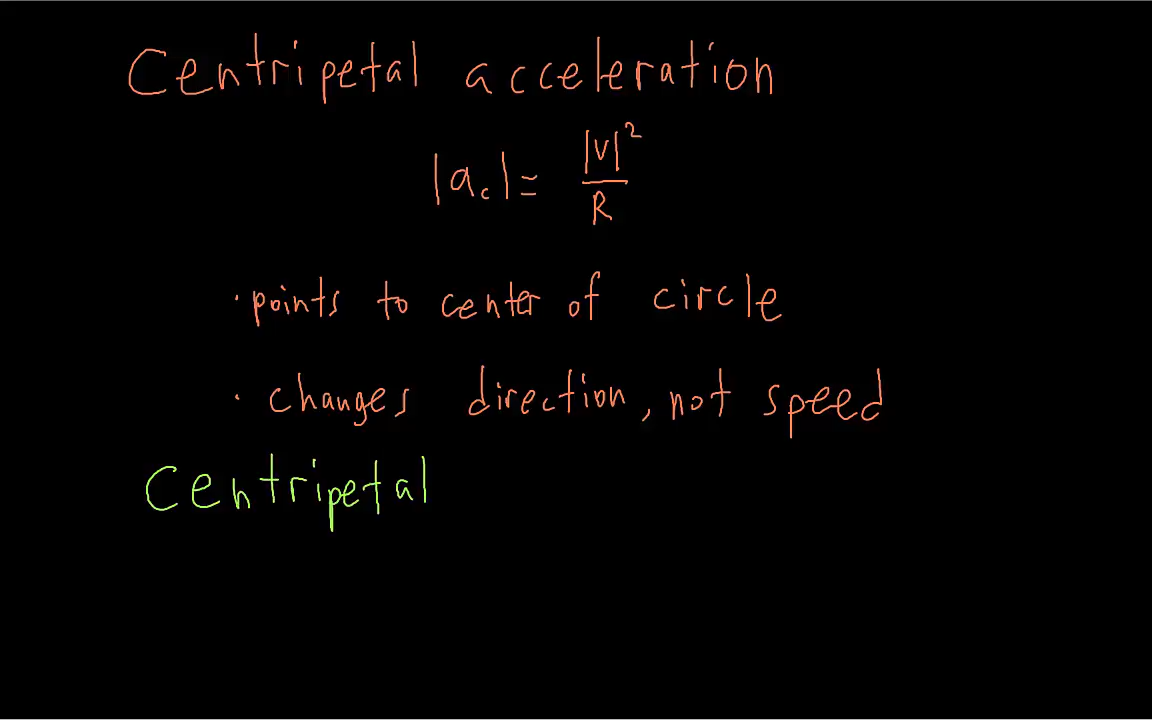 Centripetal acceleration
|a_c| = |v|²/R
· points to center of circle
· changes direction, not speed
Centripetal